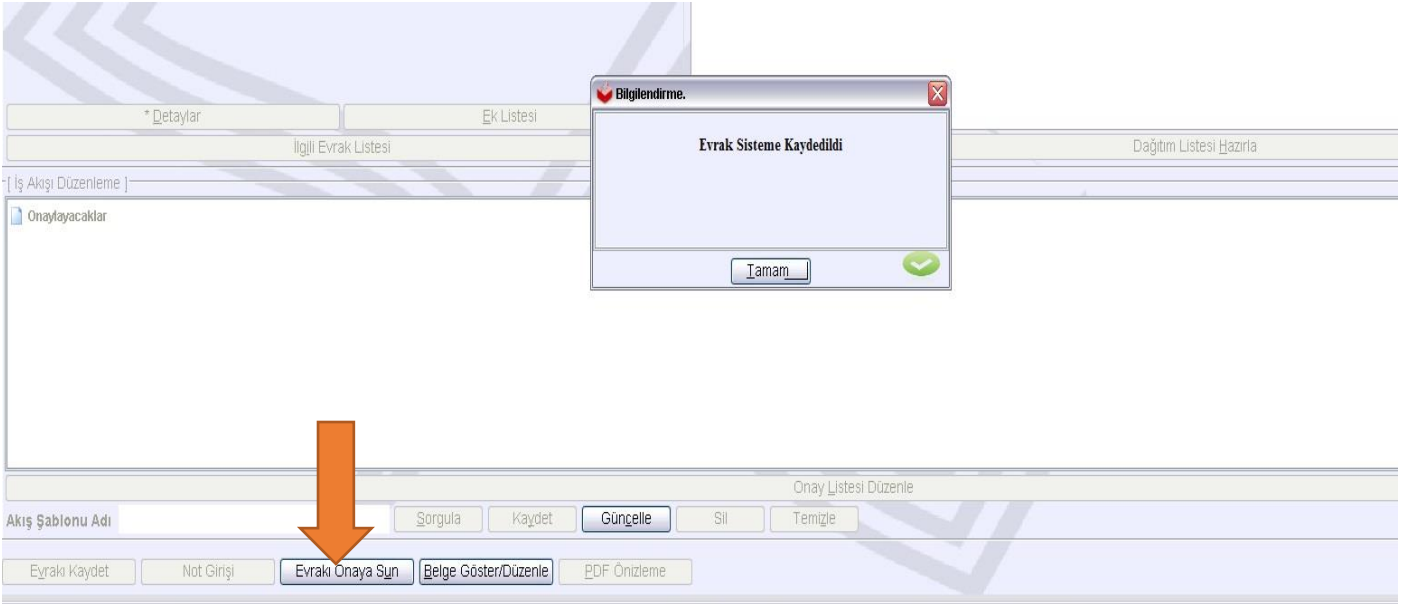 Bilgilendirme.
* Detaylar
Ek Listesi
Evrak Sisteme Kaydedildi
İlgili Evrak Listesi
Dağıtım Listesi Hazırla
[ İş Akışı Düzenleme ]
Onaylayacaklar
Tamam
Onay Listesi Düzenle
Akış Şablonu Adı Sorgula Kaydet Güncelle Sil Temizle
Evrakı Kaydet Not Girişi Evrakı Onaya Sun Belge Göster/Düzenle PDF Önizleme